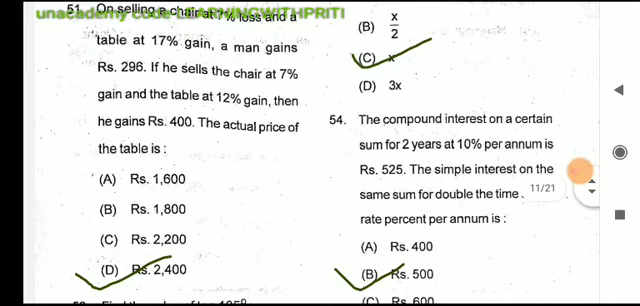 unacademy code-LEARNINGWITHPRITI
51. On selling a chair at 7% loss and a
table at 17% gain, a man gains
Rs. 296. If he sells the chair at 7%
gain and the table at 12% gain, then
he gains Rs. 400. The actual price of
the table is :
(A) Rs. 1,600
(B) Rs. 1,800
(C) Rs. 2,200
(D) Rs. 2,400
(B) x/2
(C) x
(D) 3x
54. The compound interest on a certain
sum for 2 years at 10% per annum is
Rs. 525. The simple interest on the
same sum for double the time
rate percent per annum is :
(A) Rs. 400
(B) Rs. 500
(C) Rs. 600
11/21